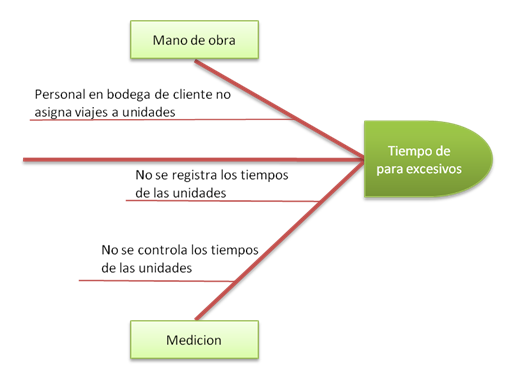 Mano de obra
Personal en bodega de cliente no
asigna viajes a unidades
Tiempo de
para excesivos
No se registra los tiempos
de las unidades
No se controla los tiempos
de las unidades
Medicion